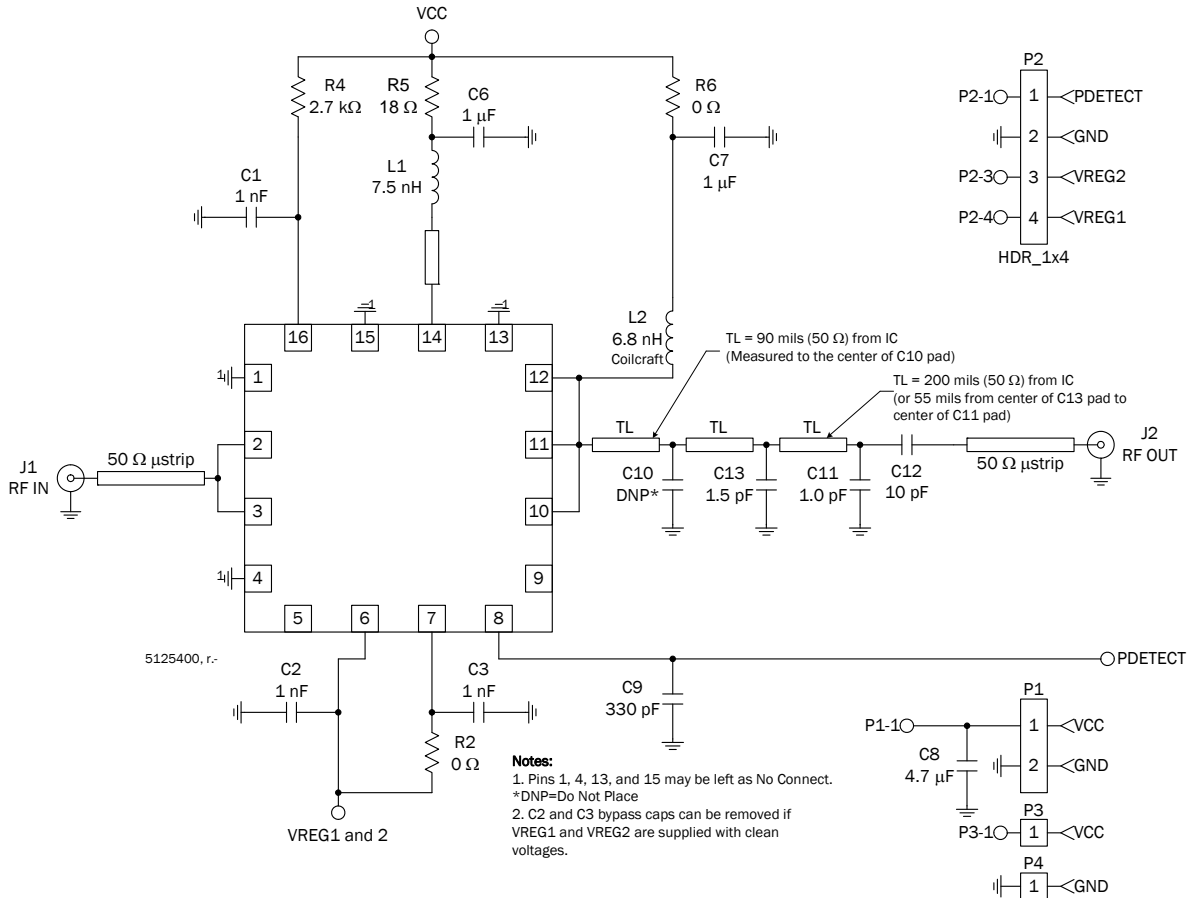 VCC
P2
R4
2.7 kΩ
R5
18 Ω
C6
1 µF
R6
0 Ω
P2-1 1 PDETECT
2 GND
P2-3 3 VREG2
P2-4 4 VREG1
HDR_1x4
C7
1 µF
L1
7.5 nH
C1
1 nF
L2
6.8 nH
Coilcraft
TL = 90 mils (50 Ω) from IC
(Measured to the center of C10 pad)
TL = 200 mils (50 Ω) from IC
(or 55 mils from center of C13 pad to
center of C11 pad)
1 1
16 15 14 13
1 1 12
2 11
3 10
1 4 9
5 6 7 8
J1
RF IN
50 Ω µstrip
TL TL TL
C10
DNP*
C13
1.5 pF
C11
1.0 pF
C12
10 pF
50 Ω µstrip
J2
RF OUT
5125400, r.-
PDETECT
C2
1 nF
C3
1 nF
R2
0 Ω
C9
330 pF
VREG1 and 2
Notes:
1. Pins 1, 4, 13, and 15 may be left as No Connect.
*DNP=Do Not Place
2. C2 and C3 bypass caps can be removed if
VREG1 and VREG2 are supplied with clean
voltages.
P1
P1-1 1 VCC
C8
4.7 µF
2 GND
P3
P3-1 1 VCC
P4
1 GND